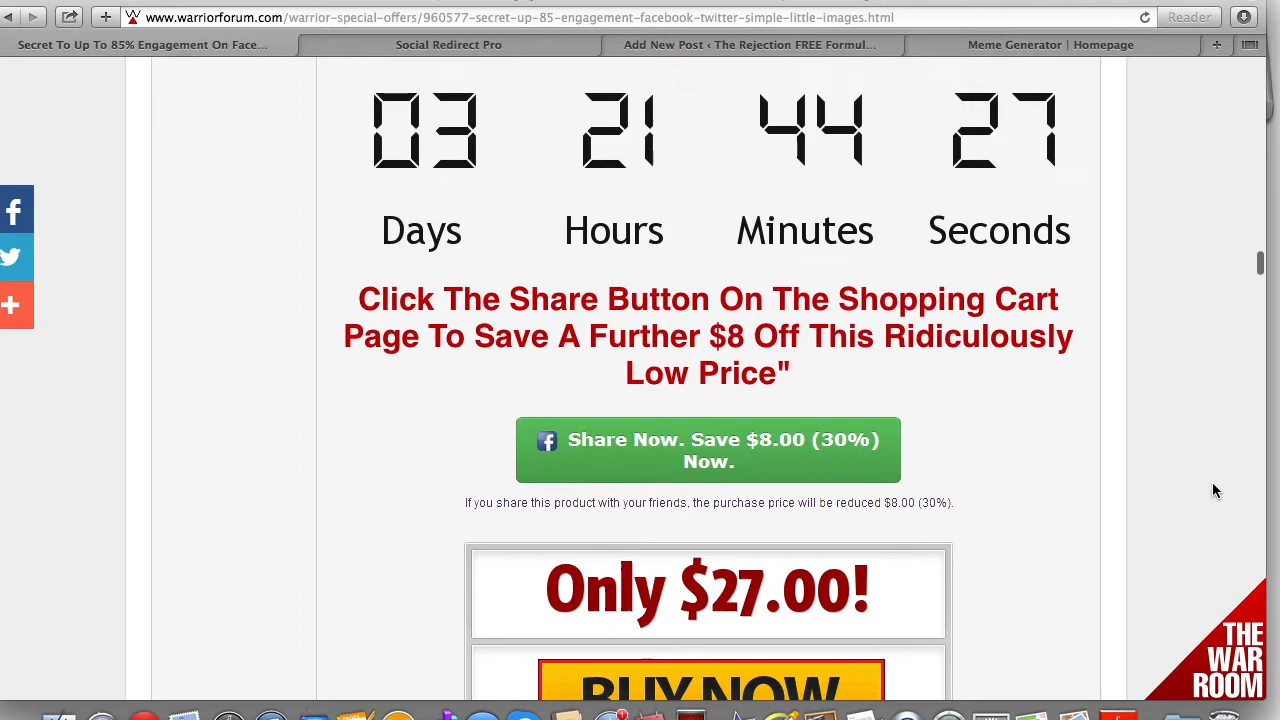 www.warriorforum.com/warrior-special-offers/960577-secret-up-85-engagement-facebook-twitter-simple-little-images.html
Reader
Secret To Up To 85% Engagement On Face...
Social Redirect Pro
Add New Post ‹ The Rejection FREE Formul...
Meme Generator | Homepage
03 21 44 27
Days Hours Minutes Seconds
Click The Share Button On The Shopping Cart
Page To Save A Further $8 Off This Ridiculously
Low Price"
Share Now. Save $8.00 (30%)
Now.
If you share this product with your friends, the purchase price will be reduced $8.00 (30%).
Only $27.00!
BUY NOW
THE
WAR
ROOM